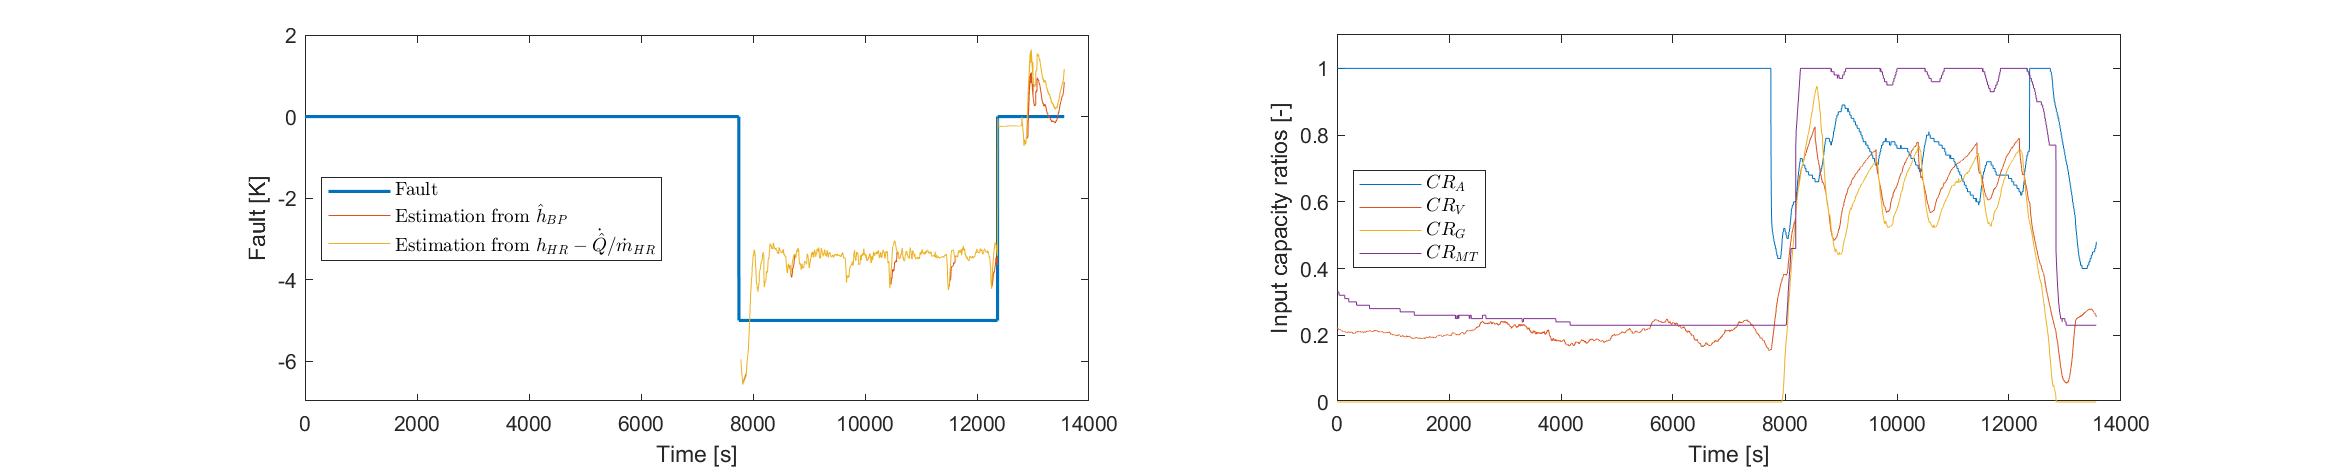 2
0
-2
-4
-6
Fault [K]
Fault
Estimation from ĥ_BP
Estimation from h_HR − Q̂̇/ṁ_HR
0 2000 4000 6000 8000 10000 12000 14000
Time [s]
1
0.8
0.6
0.4
0.2
0
Input capacity ratios [-]
CR_A
CR_V
CR_G
CR_MT
0 2000 4000 6000 8000 10000 12000 14000
Time [s]